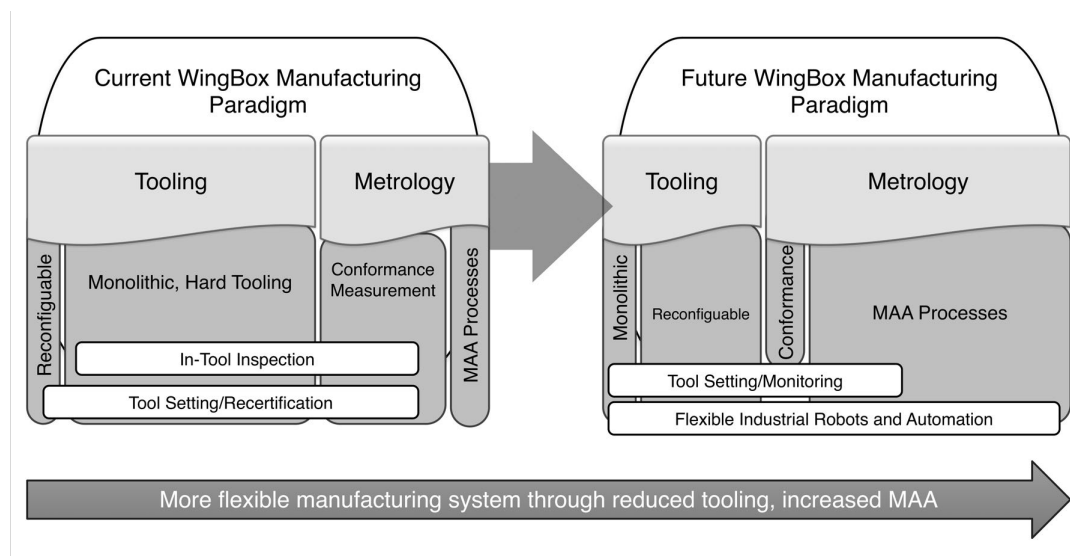 Current WingBox Manufacturing
Paradigm
Tooling
Metrology
Reconfiguable
Monolithic, Hard Tooling
Conformance
Measurement
MAA Processes
In-Tool Inspection
Tool Setting/Recertification
Future WingBox Manufacturing
Paradigm
Tooling
Metrology
Monolithic
Reconfiguable
Conformance
MAA Processes
Tool Setting/Monitoring
Flexible Industrial Robots and Automation
More flexible manufacturing system through reduced tooling, increased MAA